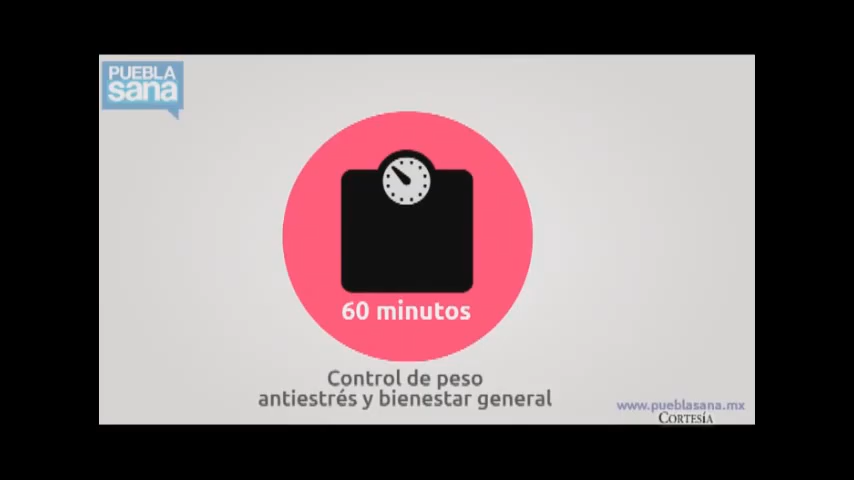 PUEBLA
sana
60 minutos
Control de peso
antiestrés y bienestar general
www.pueblasana.mx
CORTESÍA